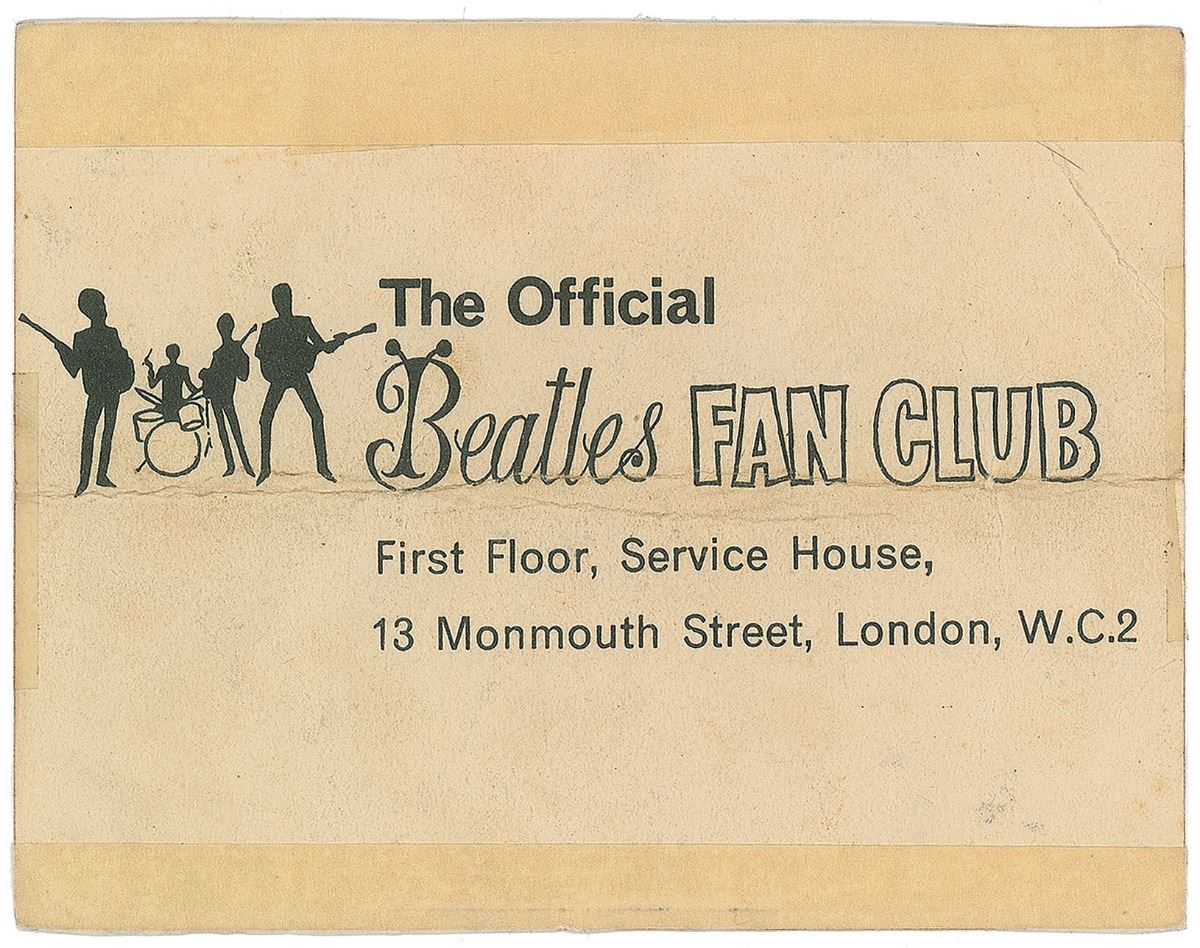 The Official
Beatles FAN CLUB
First Floor, Service House,
13 Monmouth Street, London, W.C.2